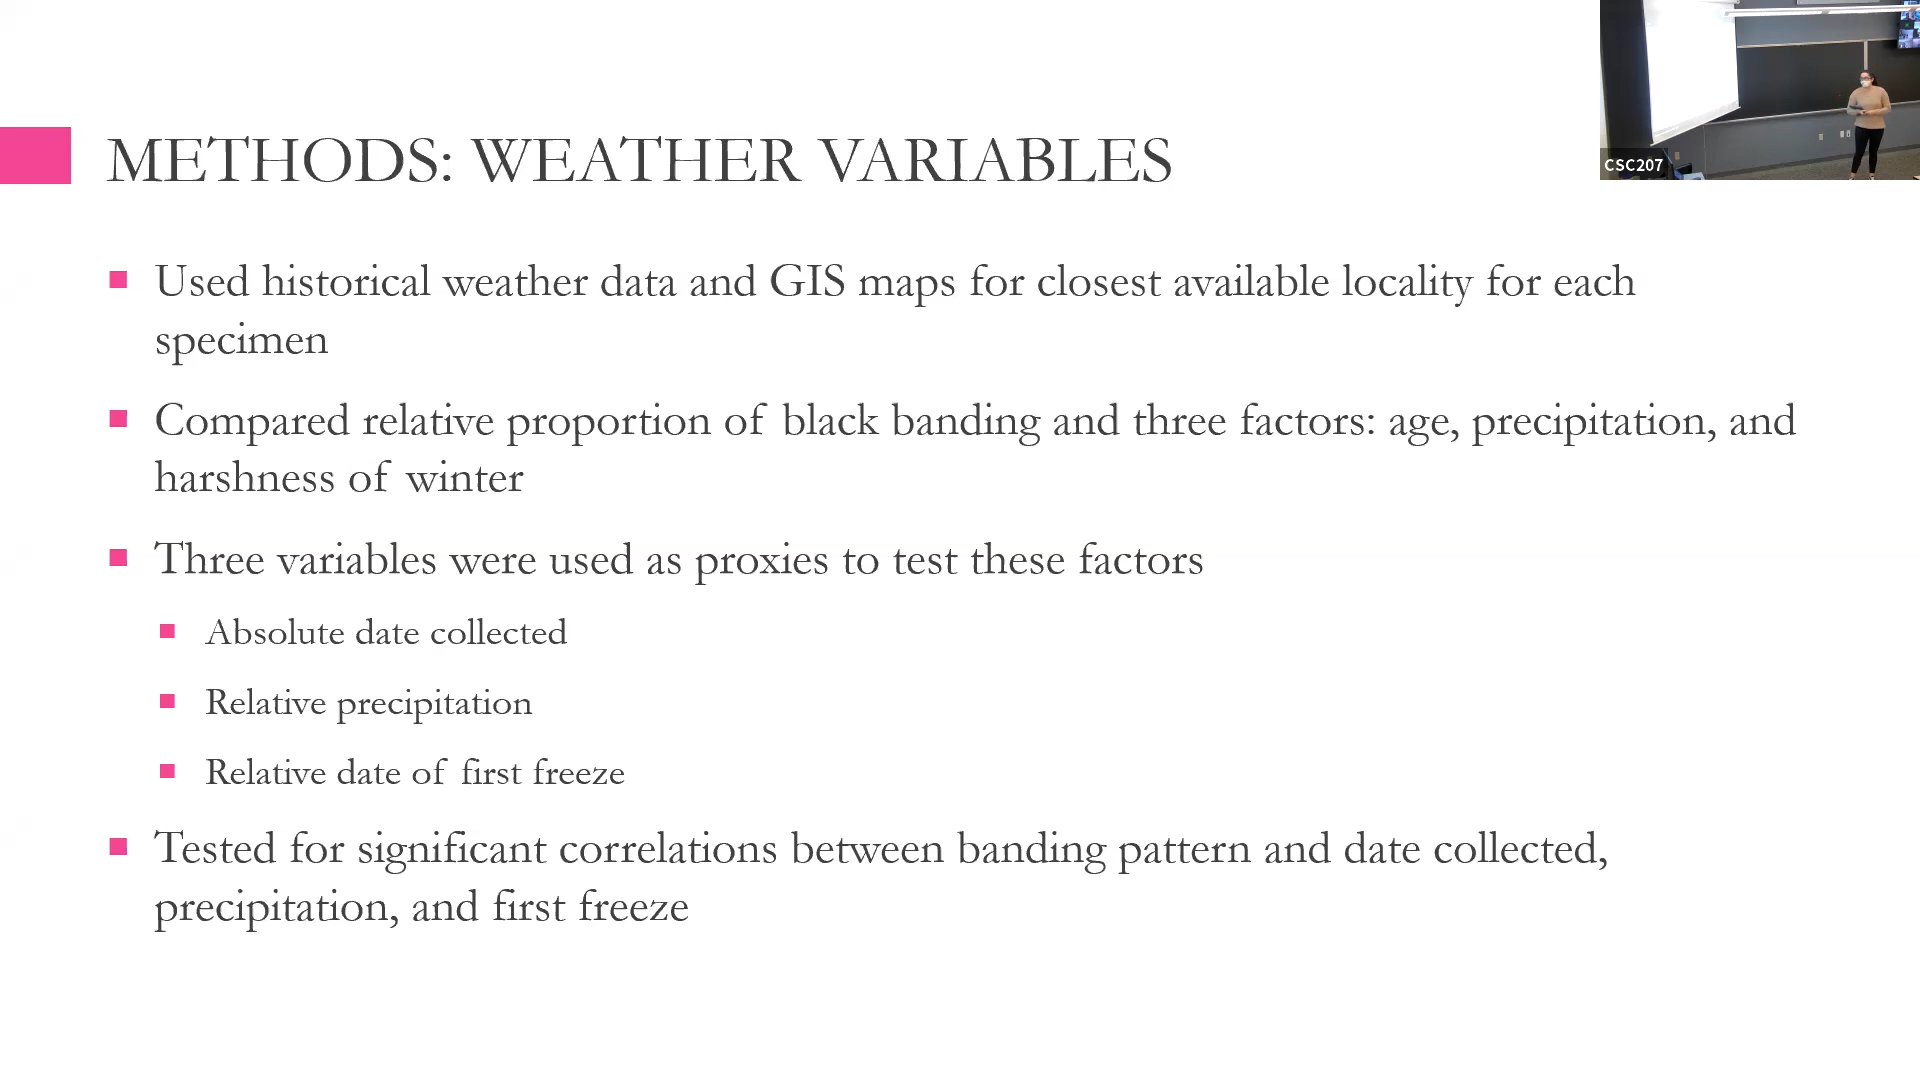 METHODS: WEATHER VARIABLES
Used historical weather data and GIS maps for closest available locality for each
specimen
Compared relative proportion of black banding and three factors: age, precipitation, and
harshness of winter
Three variables were used as proxies to test these factors
Absolute date collected
Relative precipitation
Relative date of first freeze
Tested for significant correlations between banding pattern and date collected,
precipitation, and first freeze
CSC207